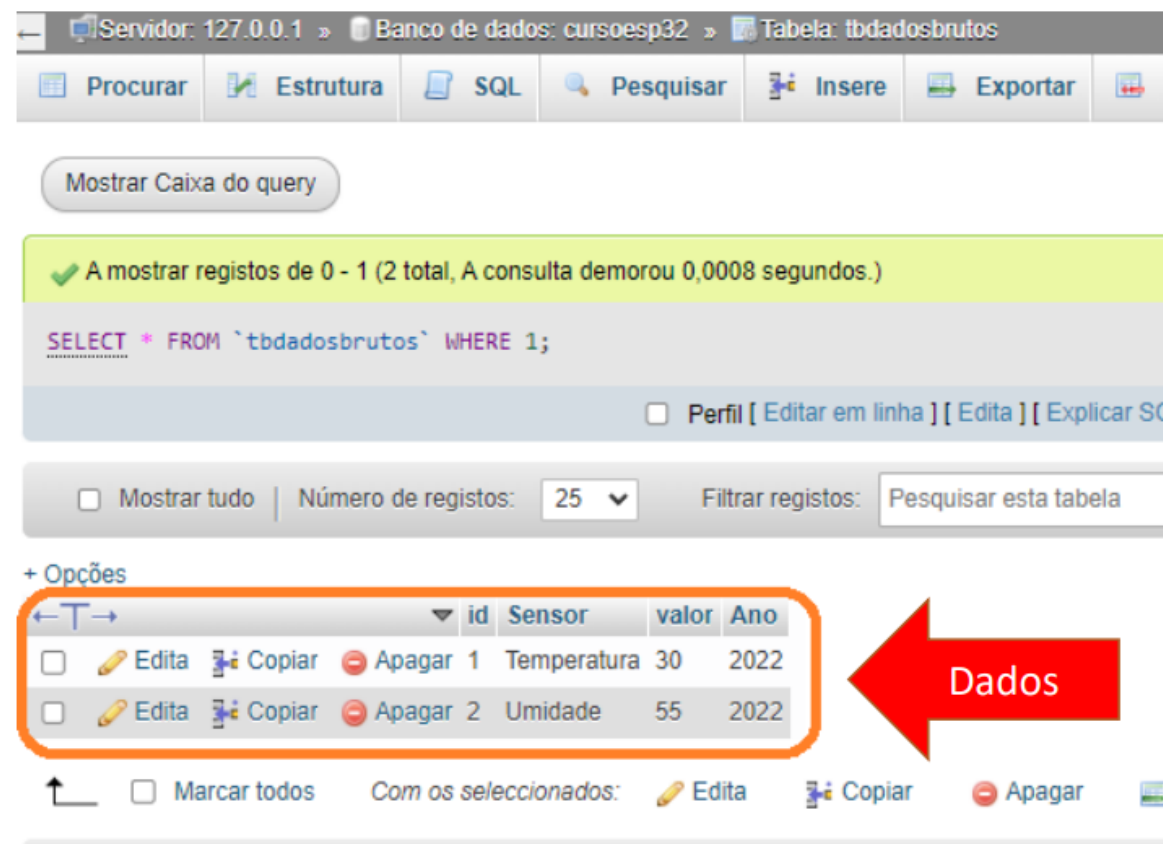 Servidor: 127.0.0.1 » Banco de dados: cursoesp32 » Tabela: tbdadosbrutos
Procurar Estrutura SQL Pesquisar Insere Exportar
Mostrar Caixa do query
A mostrar registos de 0 - 1 (2 total, A consulta demorou 0,0008 segundos.)
SELECT * FROM `tbdadosbrutos` WHERE 1;
Perfil [ Editar em linha ] [ Edita ] [ Explicar SQ
Mostrar tudo | Número de registos: 25 Filtrar registos: Pesquisar esta tabela
+ Opções
←T→ id Sensor valor Ano
Edita Copiar Apagar 1 Temperatura 30 2022
Edita Copiar Apagar 2 Umidade 55 2022
Dados
Marcar todos Com os seleccionados: Edita Copiar Apagar